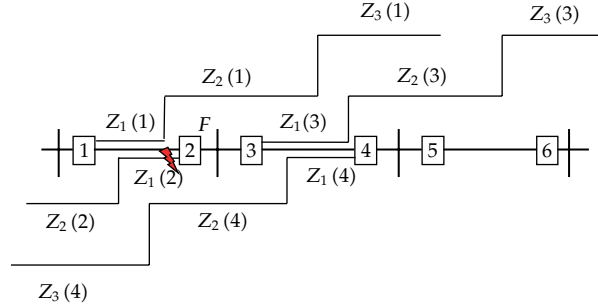 Z₃ (1)
Z₃ (3)
Z₂ (1)
Z₂ (3)
Z₁ (1)
F
Z₁(3)
1
2
3
4
5
6
Z₁ (2)
Z₁ (4)
Z₂ (2)
Z₂ (4)
Z₃ (4)